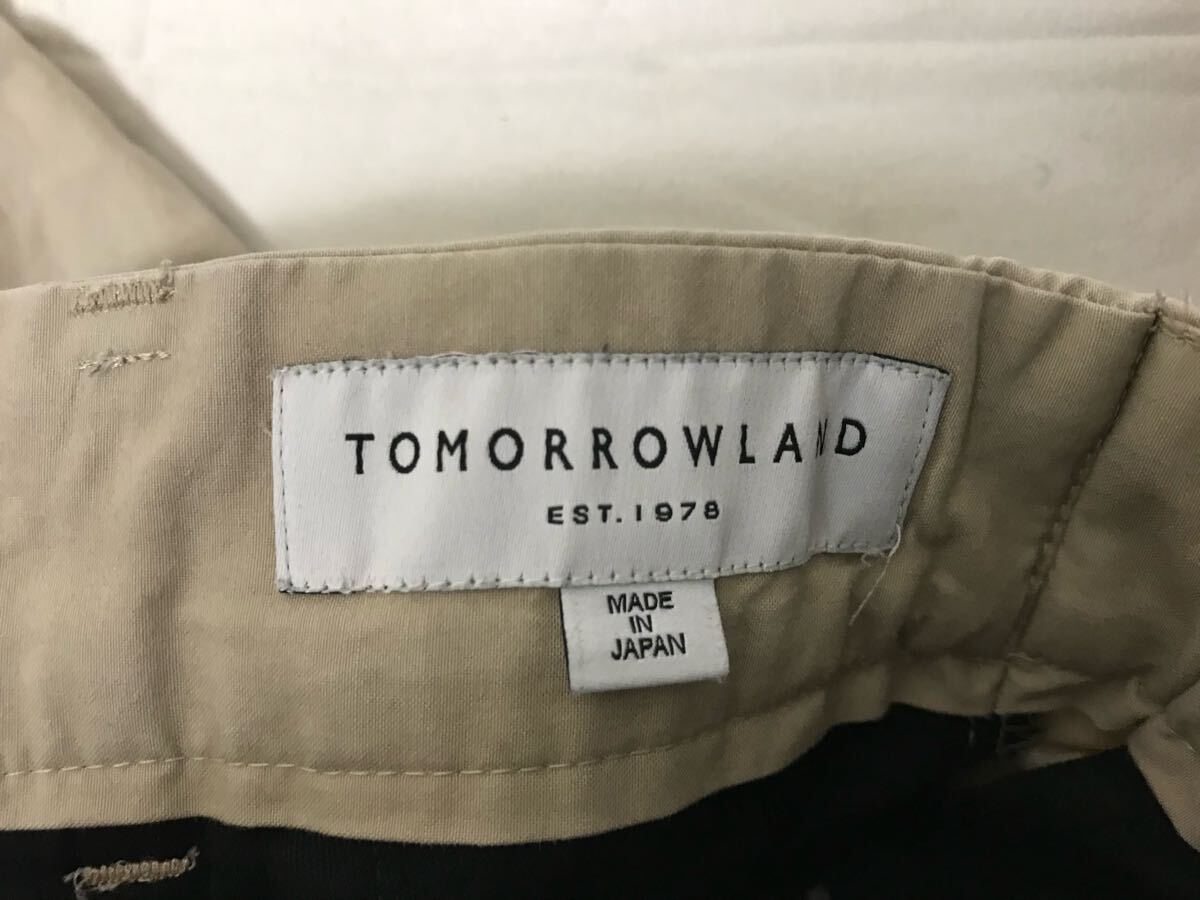 TOMORROWLAND
EST. 1978
MADE
IN
JAPAN